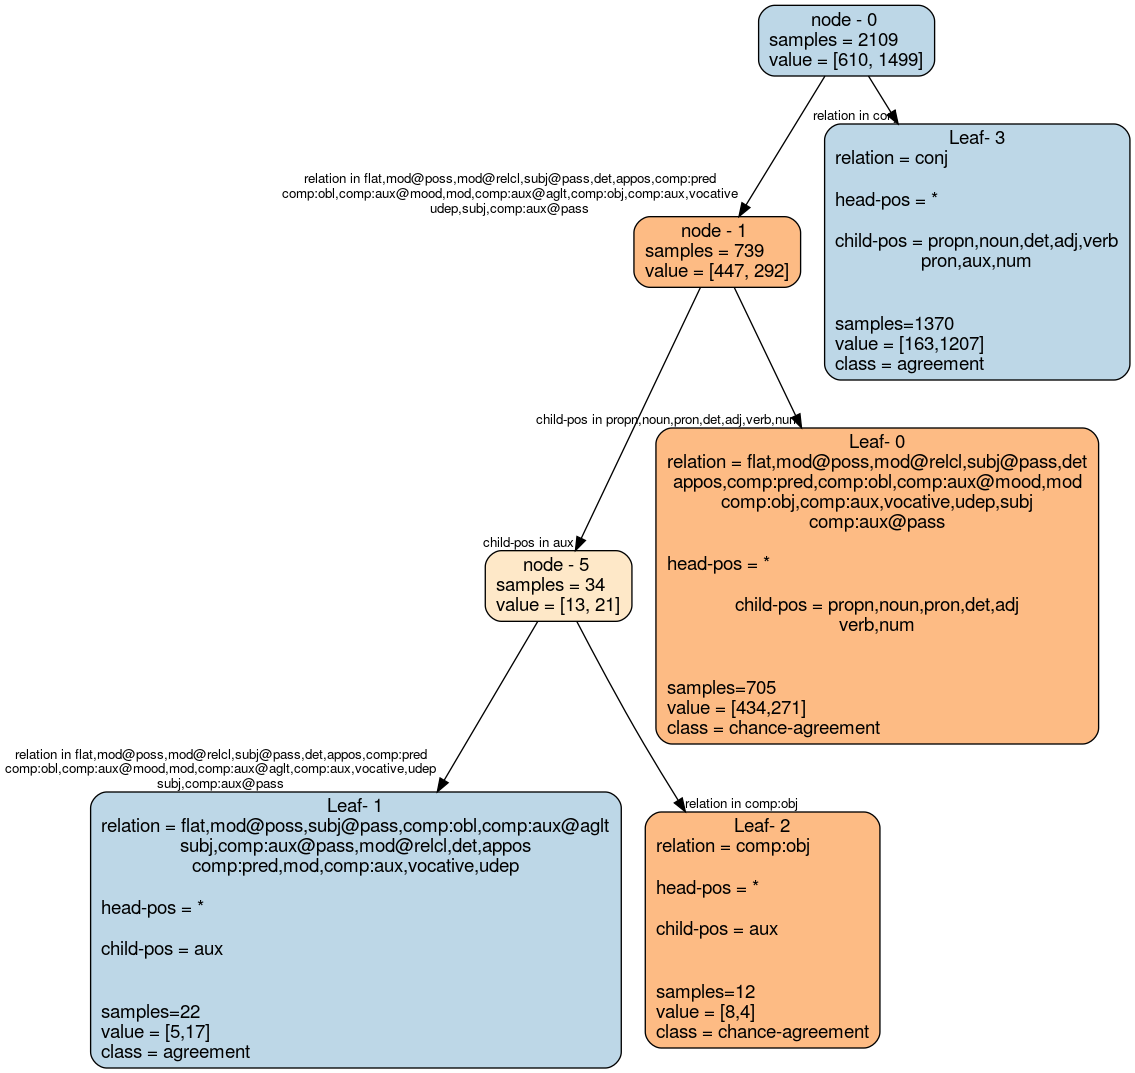 node - 0
samples = 2109
value = [610, 1499]
relation in conj
Leaf- 3
relation = conj
head-pos = *
child-pos = propn,noun,det,adj,verb
pron,aux,num
samples=1370
value = [163,1207]
class = agreement
relation in flat,mod@poss,mod@relcl,subj@pass,det,appos,comp:pred
comp:obl,comp:aux@mood,mod,comp:aux@aglt,comp:obj,comp:aux,vocative
udep,subj,comp:aux@pass
node - 1
samples = 739
value = [447, 292]
child-pos in propn,noun,pron,det,adj,verb,num
Leaf- 0
relation = flat,mod@poss,mod@relcl,subj@pass,det
appos,comp:pred,comp:obl,comp:aux@mood,mod
comp:obj,comp:aux,vocative,udep,subj
comp:aux@pass
head-pos = *
child-pos = propn,noun,pron,det,adj
verb,num
samples=705
value = [434,271]
class = chance-agreement
child-pos in aux
node - 5
samples = 34
value = [13, 21]
relation in flat,mod@poss,mod@relcl,subj@pass,det,appos,comp:pred
comp:obl,comp:aux@mood,mod,comp:aux@aglt,comp:aux,vocative,udep
subj,comp:aux@pass
Leaf- 1
relation = flat,mod@poss,subj@pass,comp:obl,comp:aux@aglt
subj,comp:aux@pass,mod@relcl,det,appos
comp:pred,mod,comp:aux,vocative,udep
head-pos = *
child-pos = aux
samples=22
value = [5,17]
class = agreement
relation in comp:obj
Leaf- 2
relation = comp:obj
head-pos = *
child-pos = aux
samples=12
value = [8,4]
class = chance-agreement